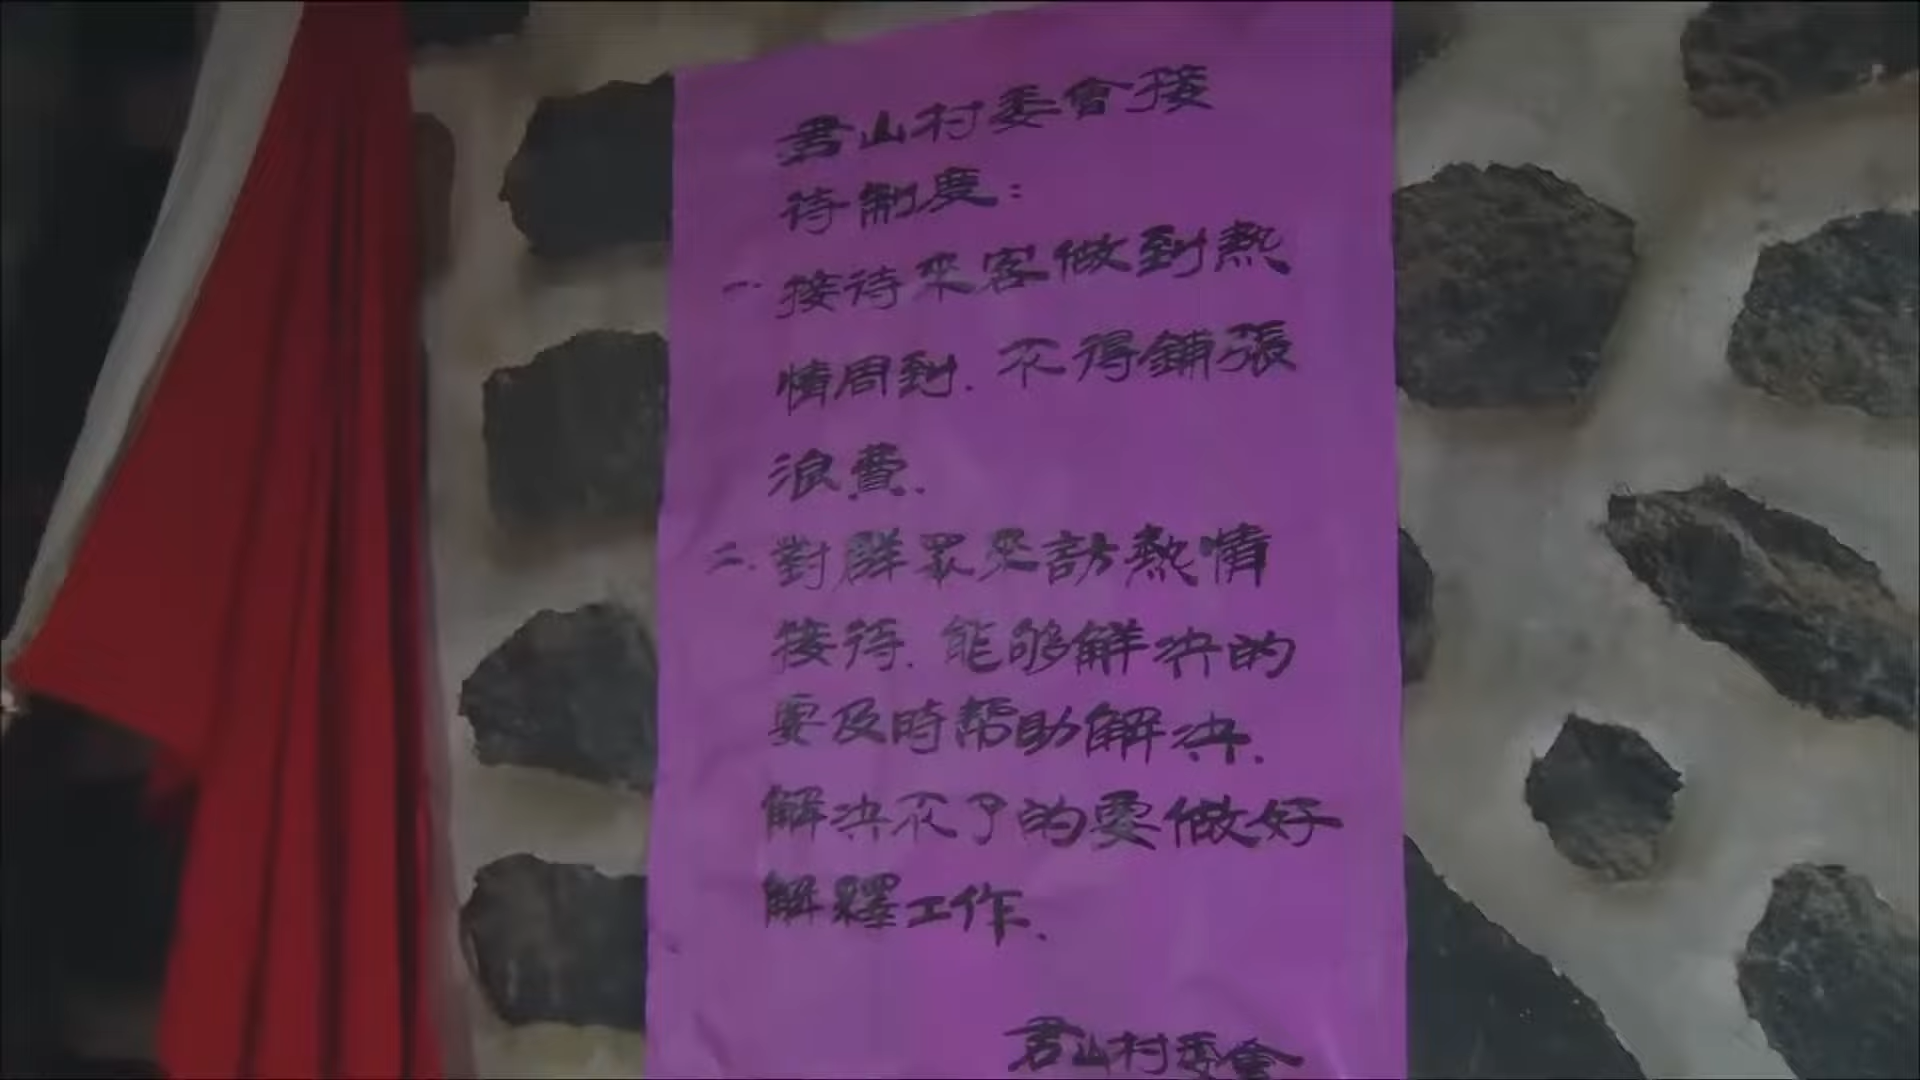 君山村委會接
待制度：
一.接待來客做到熱
情周到.不得鋪張
浪費.
二.對群眾來訪熱情
接待.能够解决的
要及時幫助解决.
解决不了的要做好
解釋工作.
君山村委會